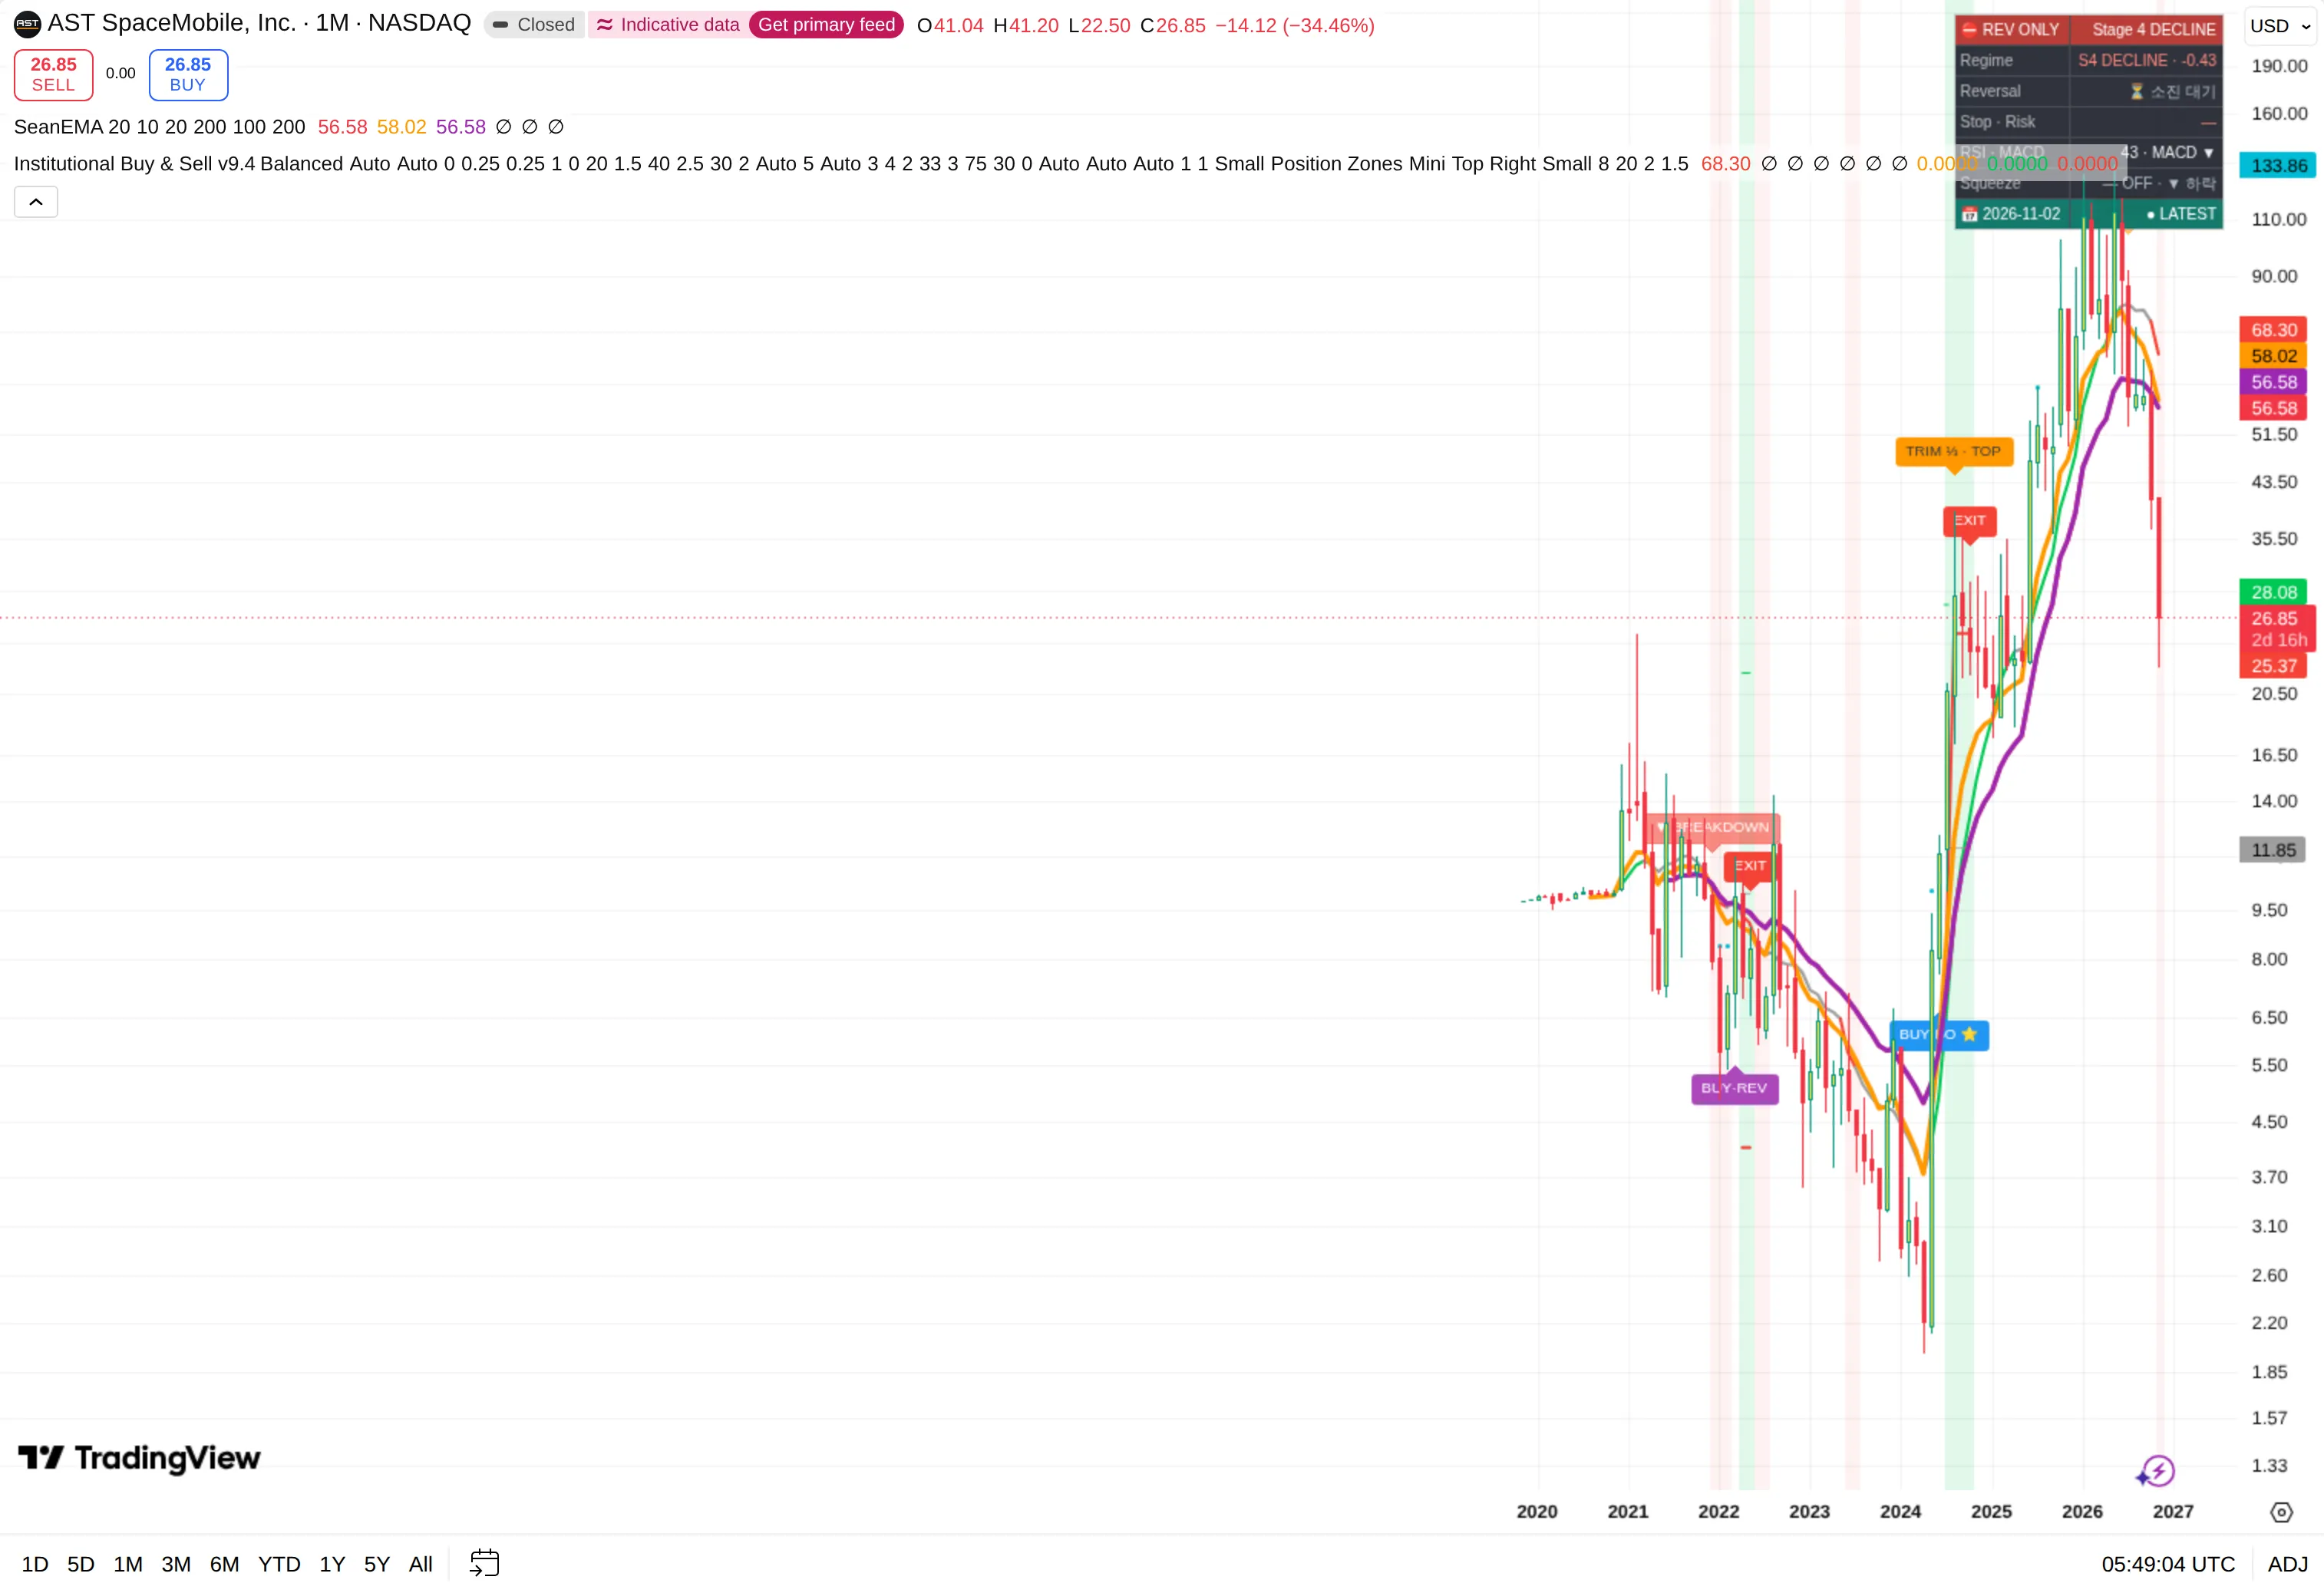 AST SpaceMobile, Inc. · 1M · NASDAQ Closed Indicative data Get primary feed O41.04 H41.20 L22.50 C26.85 −14.12 (−34.46%)
26.85 SELL 0.00 26.85 BUY
SeanEMA 20 10 20 200 100 200 56.58 58.02 56.58 ∅ ∅ ∅
Institutional Buy & Sell v9.4 Balanced Auto Auto 0 0.25 0.25 1 0 20 1.5 40 2.5 30 2 Auto 5 Auto 3 4 2 33 3 75 30 0 Auto Auto Auto 1 1 Small Position Zones Mini Top Right Small 8 20 2 1.5 68.30 ∅ ∅ ∅ ∅ ∅ ∅ 0.0000 0.0000 0.0000
REV ONLY Stage 4 DECLINE
Regime S4 DECLINE · -0.43
Reversal ⏳ 소진 대기
Stop · Risk —
RSI · MACD 43 · MACD ▼
Squeeze — OFF · ▼ 하락
2026-11-02 ● LATEST
USD
190.00
160.00
133.86
110.00
90.00
68.30
58.02
56.58
56.58
51.50
43.50
35.50
28.08
26.85
2d 16h
25.37
20.50
16.50
14.00
11.85
9.50
8.00
6.50
5.50
4.50
3.70
3.10
2.60
2.20
1.85
1.57
1.33
TRIM ⅓ · TOP
EXIT
BREAKDOWN
EXIT
BUY·REV
BUY
TradingView
2020 2021 2022 2023 2024 2025 2026 2027
1D 5D 1M 3M 6M YTD 1Y 5Y All 05:49:04 UTC ADJ